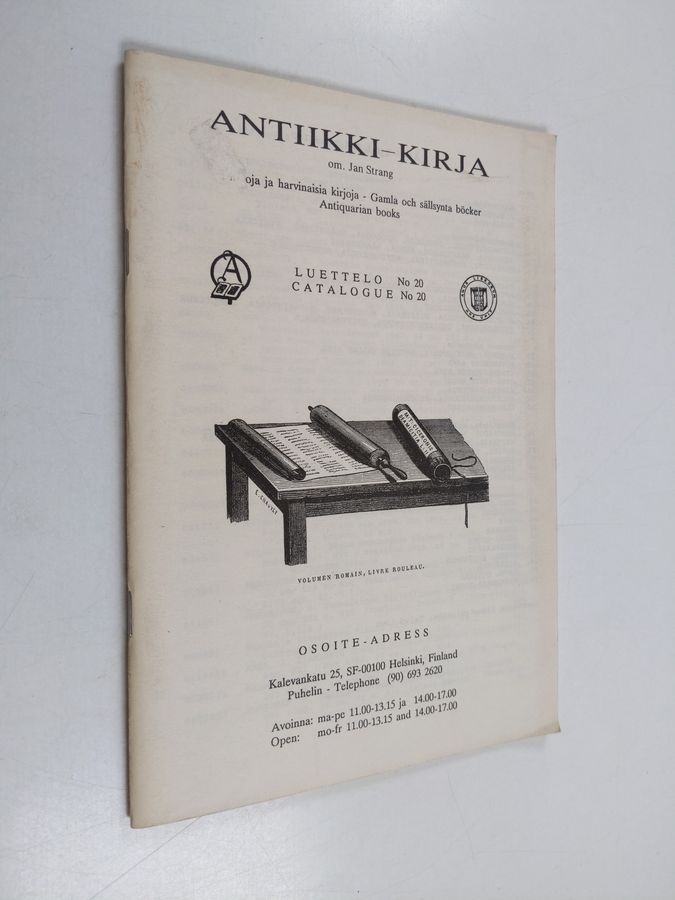 ANTIIKKI-KIRJA
om. Jan Strang
oja ja harvinaisia kirjoja - Gamla och sällsynta böcker
Antiquarian books
A
LUETTELO No 20
CATALOGUE No 20
M.T. CICERONIS
VOLUMEN ROMAIN, LIVRE ROULEAU.
OSOITE-ADRESS
Kalevankatu 25, SF-00100 Helsinki, Finland
Puhelin - Telephone (90) 693 2620
Avoinna: ma-pe 11.00-13.15 ja 14.00-17.00
Open: mo-fr 11.00-13.15 and 14.00-17.00